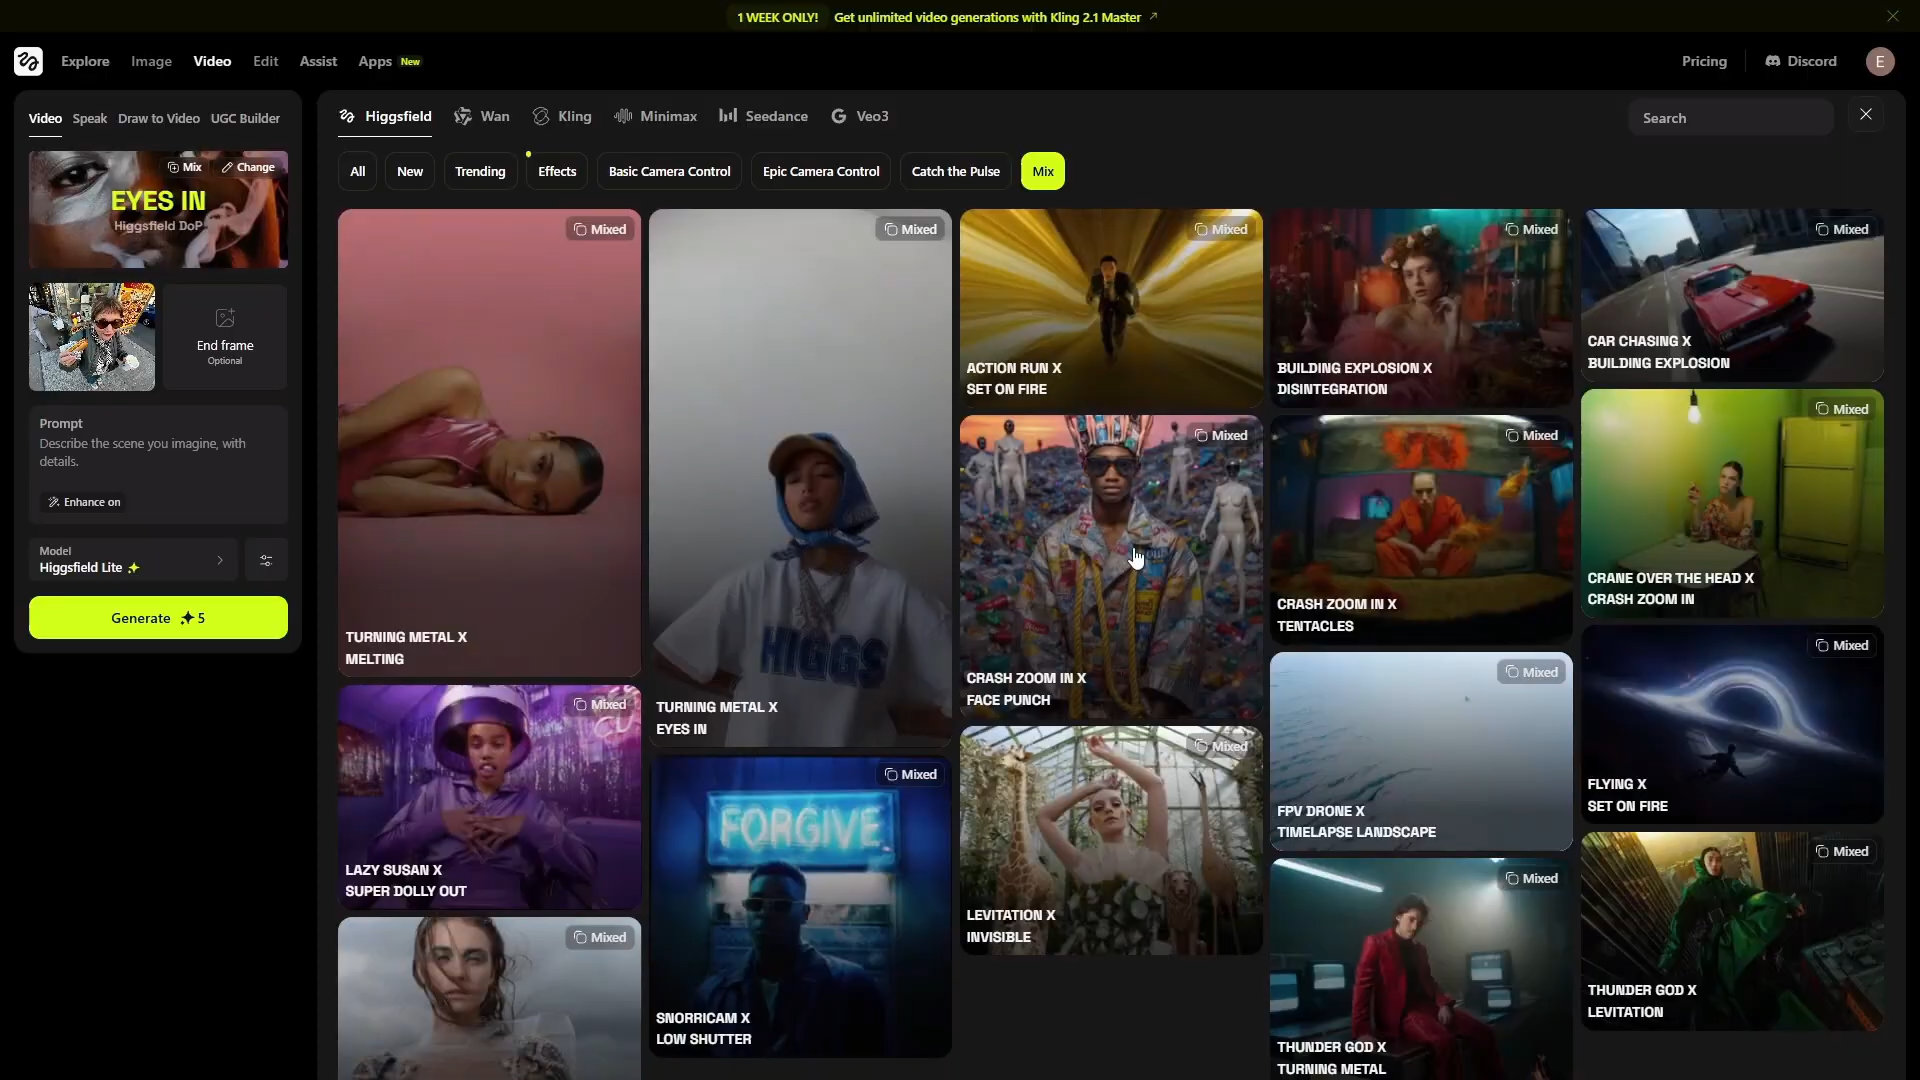 1 WEEK ONLY! Get unlimited video generations with Kling 2.1 Master
Explore Image Video Edit Assist Apps New
Pricing Discord E
Video Speak Draw to Video UGC Builder
Mix Change
EYES IN
Higgsfield DoP
End frame
Optional
Prompt
Describe the scene you imagine, with
details.
Enhance on
Model
Higgsfield Lite
Generate 5
Higgsfield Wan Kling Minimax Seedance Veo3
Search
All New Trending Effects Basic Camera Control Epic Camera Control Catch the Pulse Mix
Mixed
TURNING METAL X
MELTING
Mixed
HIGGS
TURNING METAL X
EYES IN
Mixed
ACTION RUN X
SET ON FIRE
Mixed
BUILDING EXPLOSION X
DISINTEGRATION
Mixed
CAR CHASING X
BUILDING EXPLOSION
Mixed
CRASH ZOOM IN X
FACE PUNCH
Mixed
CRASH ZOOM IN X
TENTACLES
Mixed
CRANE OVER THE HEAD X
CRASH ZOOM IN
Mixed
LAZY SUSAN X
SUPER DOLLY OUT
Mixed
FORGIVE
SNORRICAM X
LOW SHUTTER
Mixed
LEVITATION X
INVISIBLE
Mixed
FPV DRONE X
TIMELAPSE LANDSCAPE
Mixed
FLYING X
SET ON FIRE
Mixed
Mixed
THUNDER GOD X
TURNING METAL
Mixed
THUNDER GOD X
LEVITATION